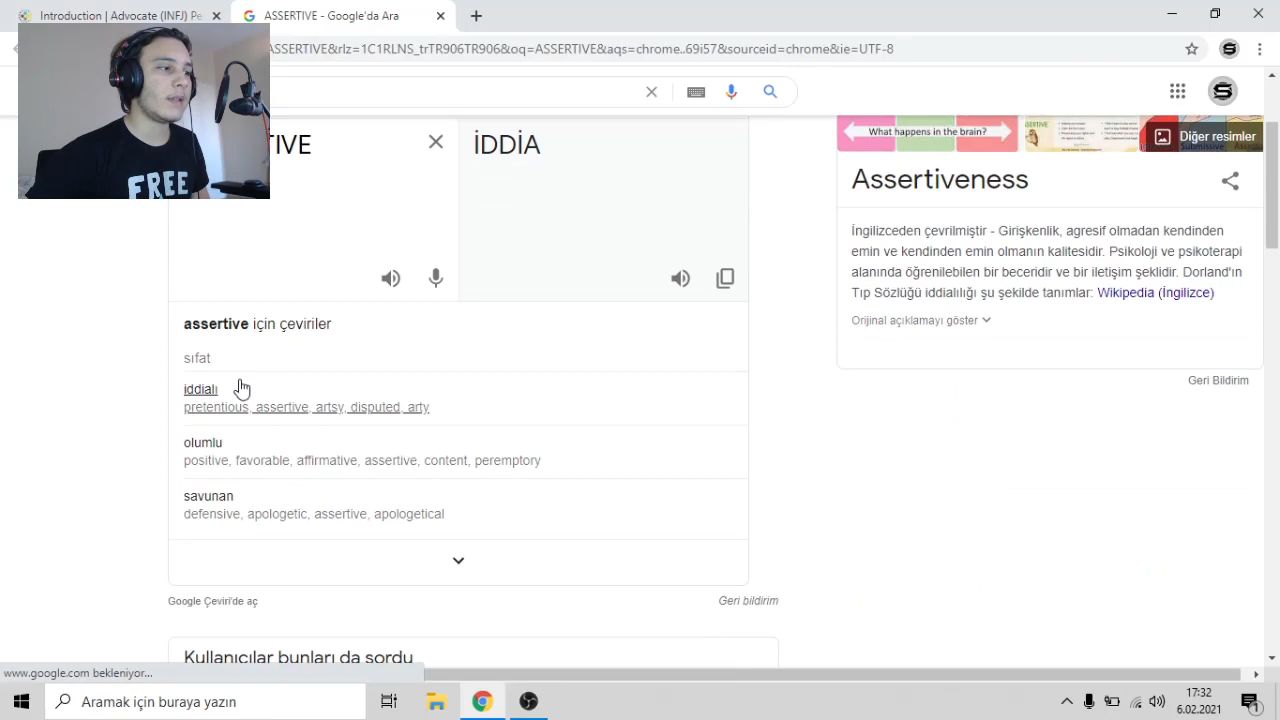 Introduction | Advocate (INFJ) Pe
ASSERTIVE - Google'da Ara
ASSERTIVE&rlz=1C1RLNS_trTR906TR906&oq=ASSERTIVE&aqs=chrome..69i57&sourceid=chrome&ie=UTF-8
What happens in the brain?
Diğer resimler
TIVE
İDDİA
FREE
Assertiveness
İngilizceden çevrilmiştir - Girişkenlik, agresif olmadan kendinden
emin ve kendinden emin olmanın kalitesidir. Psikoloji ve psikoterapi
alanında öğrenilebilen bir beceridir ve bir iletişim şeklidir. Dorland'ın
Tıp Sözlüğü iddialılığı şu şekilde tanımlar: Wikipedia (İngilizce)
Orijinal açıklamayı göster
Geri Bildirim
assertive için çeviriler
sıfat
iddialı
pretentious, assertive, artsy, disputed, arty
olumlu
positive, favorable, affirmative, assertive, content, peremptory
savunan
defensive, apologetic, assertive, apologetical
Google Çeviri'de aç
Geri bildirim
Kullanıcılar bunları da sordu
www.google.com bekleniyor...
Aramak için buraya yazın
17:32
6.02.2021